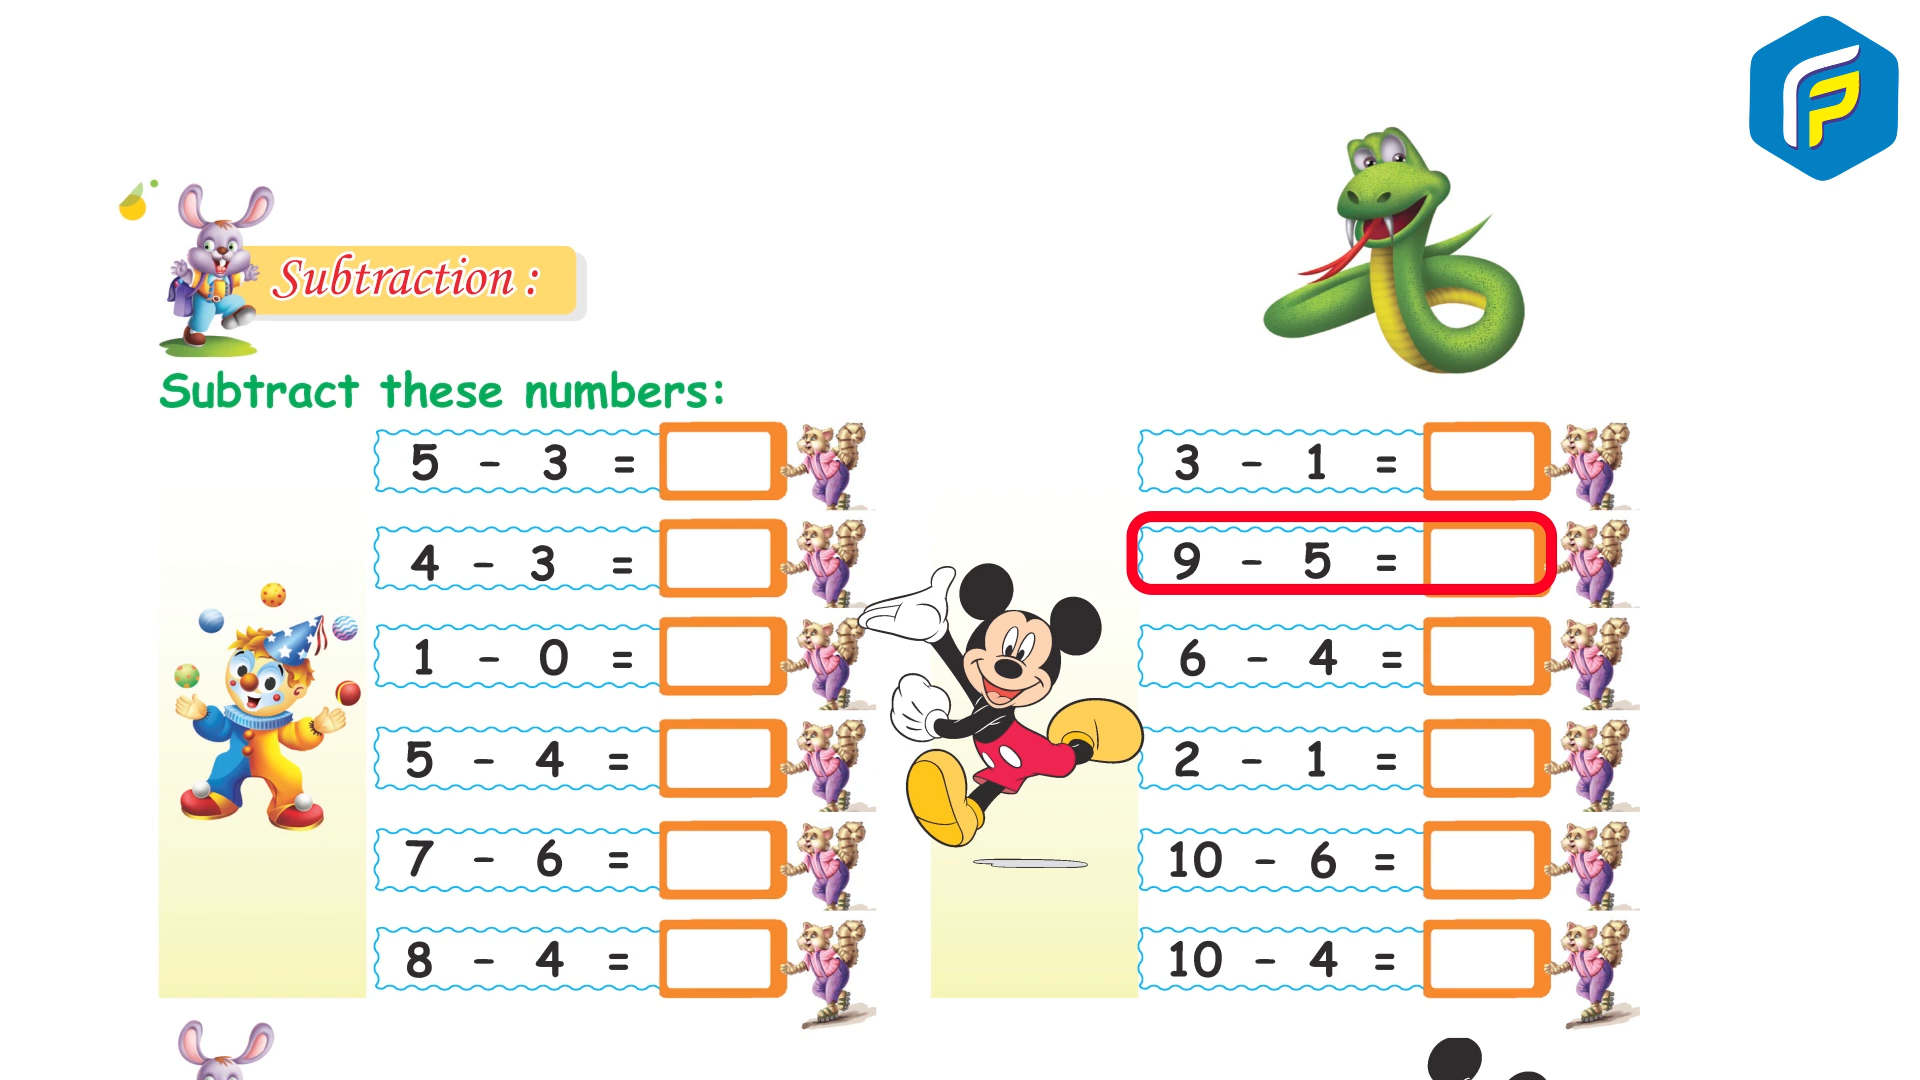 Subtraction :
Subtract these numbers:
5 - 3 =
4 - 3 =
1 - 0 =
5 - 4 =
7 - 6 =
8 - 4 =
3 - 1 =
9 - 5 =
6 - 4 =
2 - 1 =
10 - 6 =
10 - 4 =